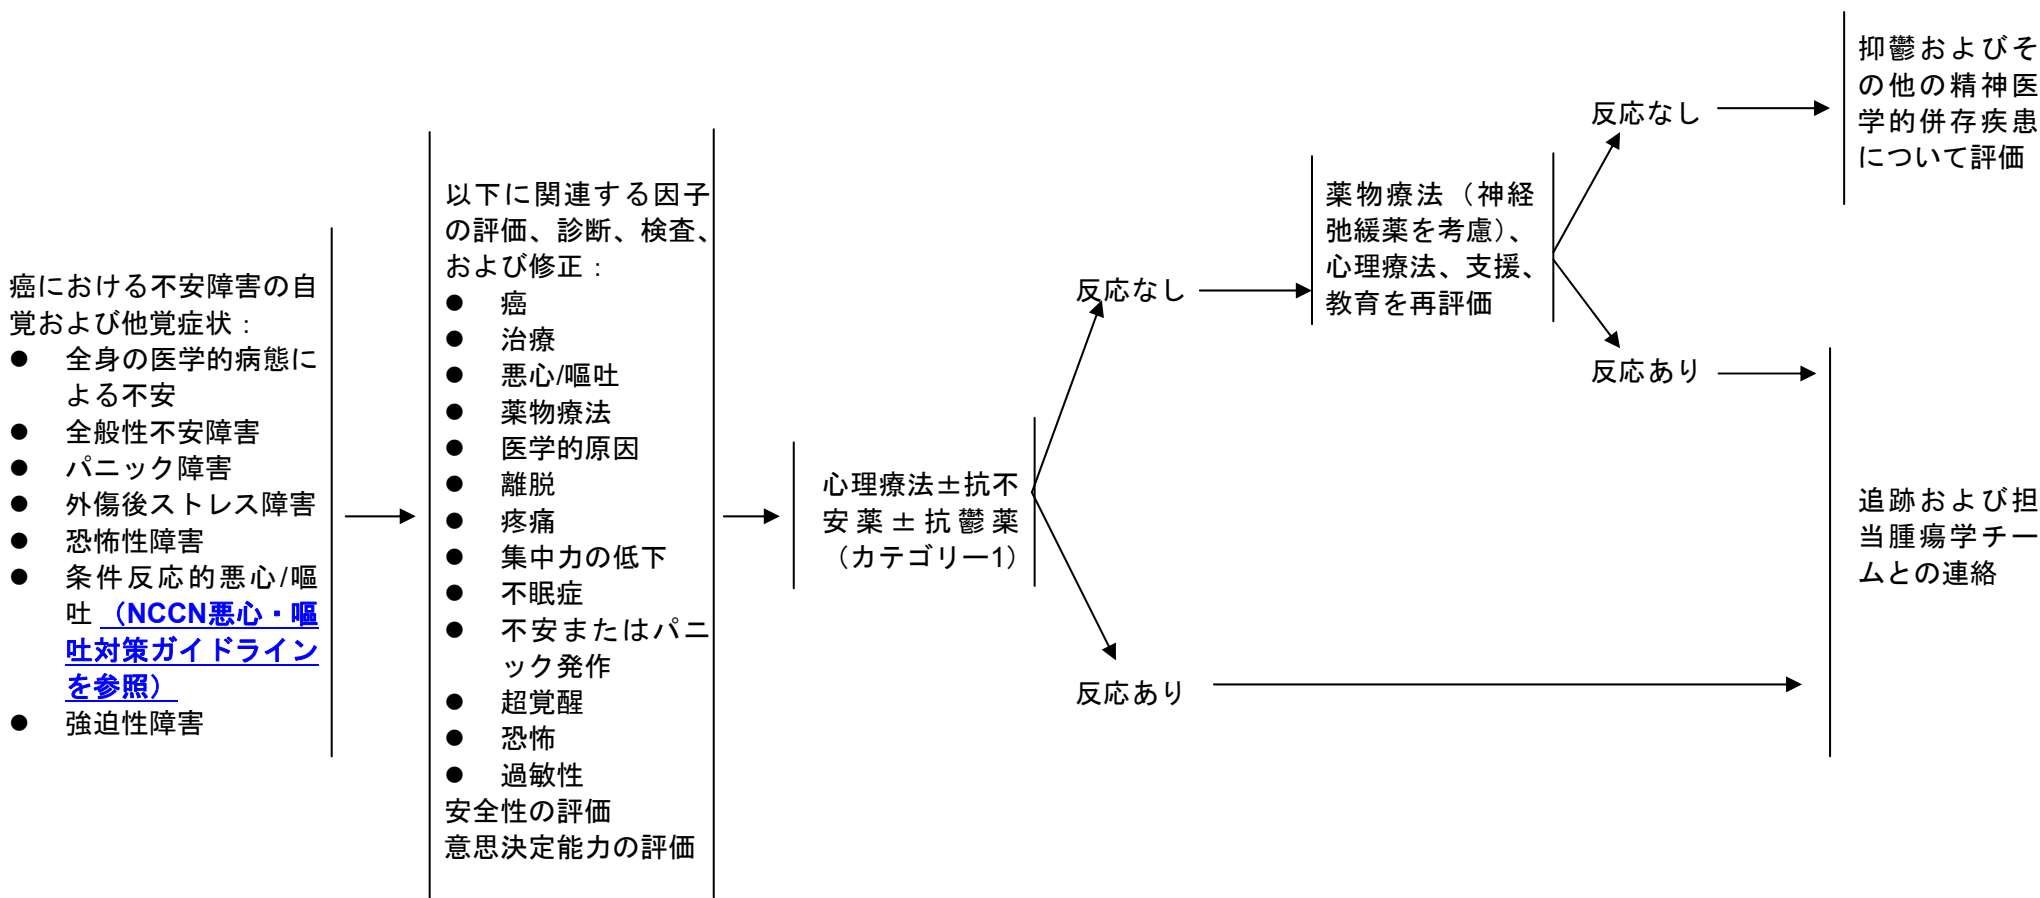 癌における不安障害の自
覚および他覚症状：
● 全身の医学的病態に
よる不安
● 全般性不安障害
● パニック障害
● 外傷後ストレス障害
● 恐怖性障害
● 条件反応的悪心/嘔
吐 （NCCN悪心・嘔
吐対策ガイドライン
を参照）
● 強迫性障害
以下に関連する因子
の評価、診断、検査、
および修正：
● 癌
● 治療
● 悪心/嘔吐
● 薬物療法
● 医学的原因
● 離脱
● 疼痛
● 集中力の低下
● 不眠症
● 不安またはパニ
ック発作
● 超覚醒
● 恐怖
● 過敏性
安全性の評価
意思決定能力の評価
心理療法±抗不
安薬±抗鬱薬
（カテゴリー1）
反応なし
薬物療法（神経
弛緩薬を考慮）、
心理療法、支援、
教育を再評価
反応なし
抑鬱およびそ
の他の精神医
学的併存疾患
について評価
反応あり
反応あり
追跡および担
当腫瘍学チー
ムとの連絡